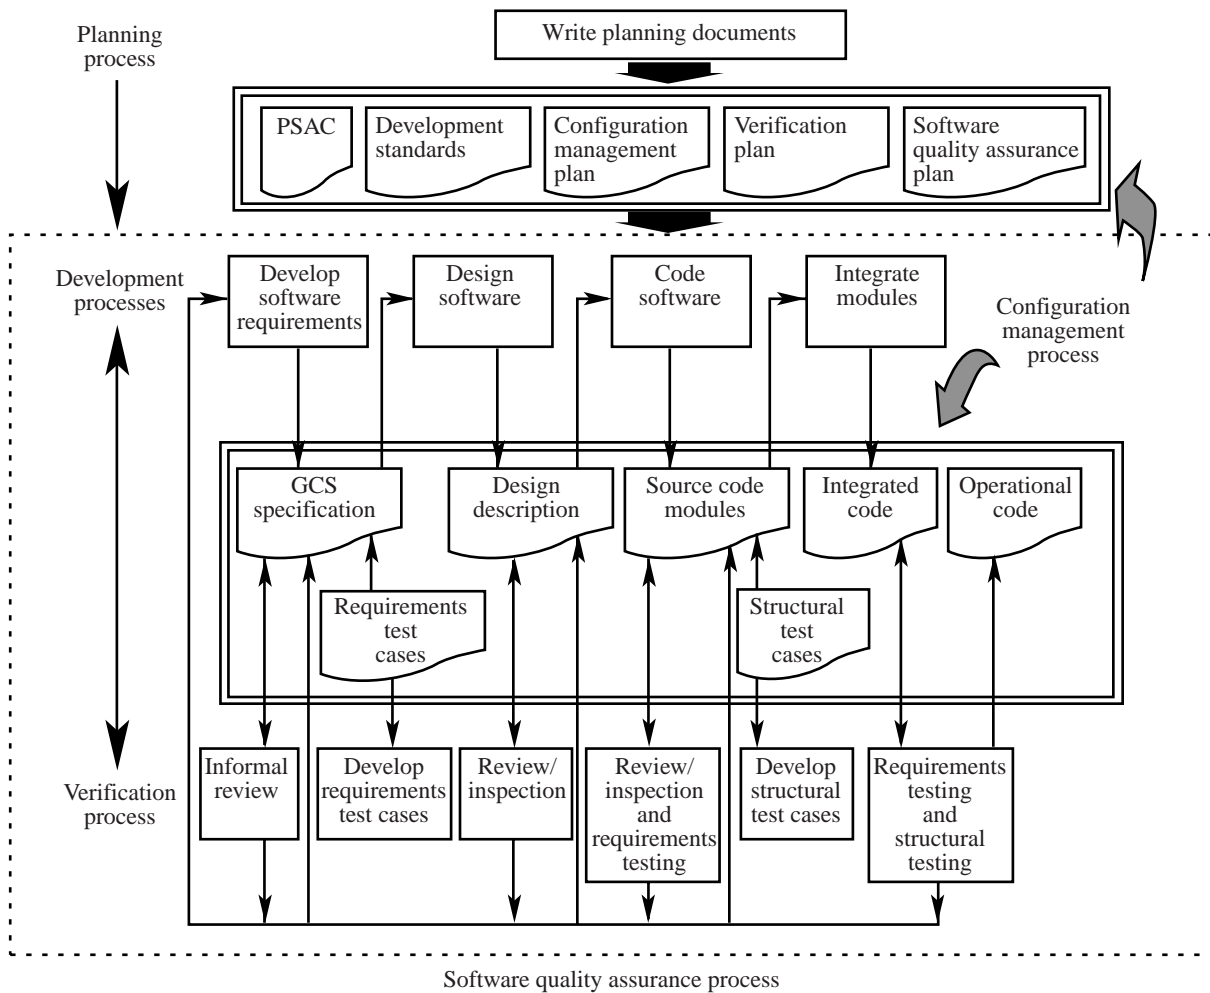 Planning
process
Write planning documents
PSAC
Development
standards
Configuration
management
plan
Verification
plan
Software
quality assurance
plan
Development
processes
Develop
software
requirements
Design
software
Code
software
Integrate
modules
Configuration
management
process
GCS
specification
Design
description
Source code
modules
Integrated
code
Operational
code
Requirements
test
cases
Structural
test
cases
Verification
process
Informal
review
Develop
requirements
test cases
Review/
inspection
Review/
inspection
and
requirements
testing
Develop
structural
test cases
Requirements
testing
and
structural
testing
Software quality assurance process